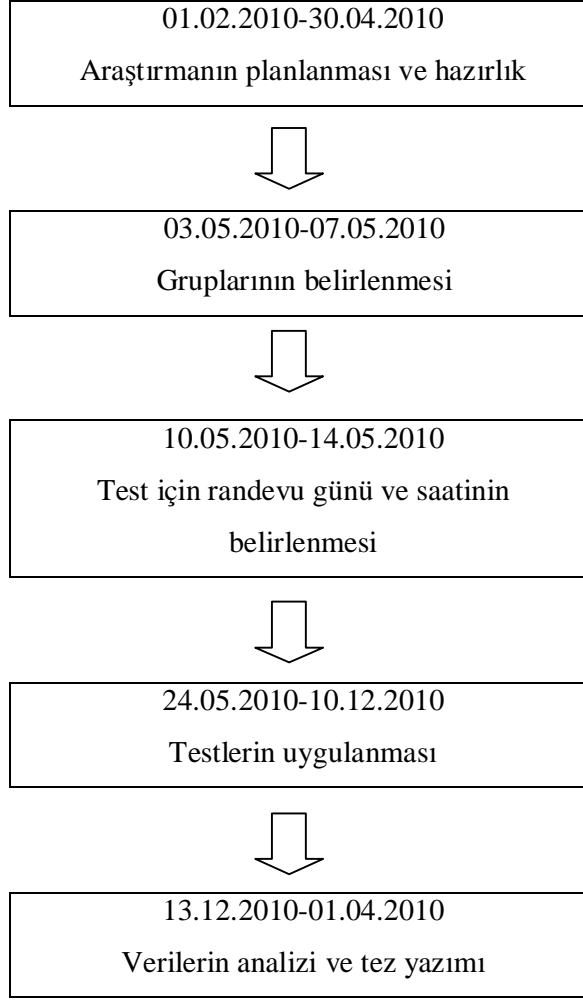 01.02.2010-30.04.2010
Araştırmanın planlanması ve hazırlık
03.05.2010-07.05.2010
Gruplarının belirlenmesi
10.05.2010-14.05.2010
Test için randevu günü ve saatinin
belirlenmesi
24.05.2010-10.12.2010
Testlerin uygulanması
13.12.2010-01.04.2010
Verilerin analizi ve tez yazımı